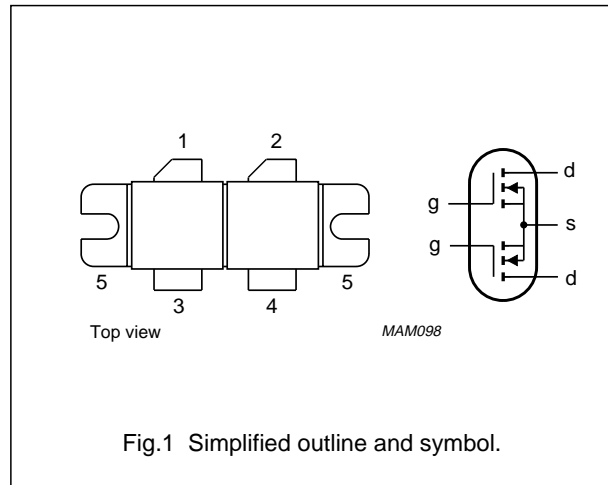 1 2
d
g
s
g
5 5
d
3 4
Top view MAM098
Fig.1 Simplified outline and symbol.